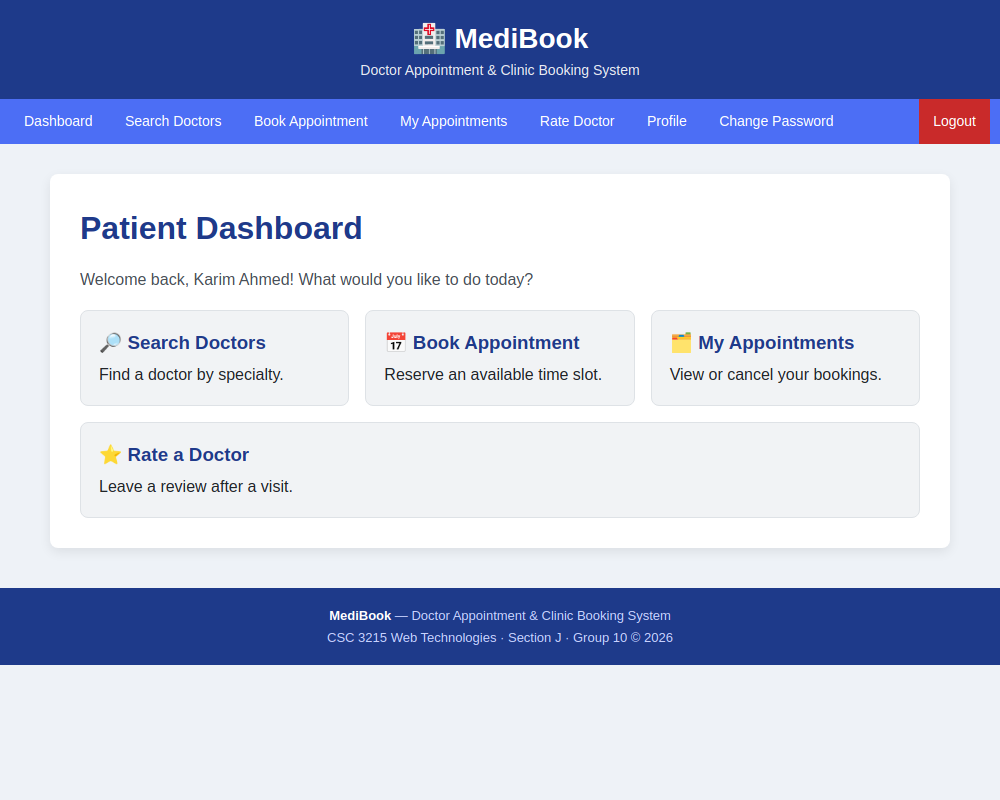 MediBook
Doctor Appointment & Clinic Booking System
Dashboard Search Doctors Book Appointment My Appointments Rate Doctor Profile Change Password Logout
Patient Dashboard
Welcome back, Karim Ahmed! What would you like to do today?
Search Doctors
Find a doctor by specialty.
Book Appointment
Reserve an available time slot.
My Appointments
View or cancel your bookings.
Rate a Doctor
Leave a review after a visit.
MediBook — Doctor Appointment & Clinic Booking System
CSC 3215 Web Technologies · Section J · Group 10 © 2026